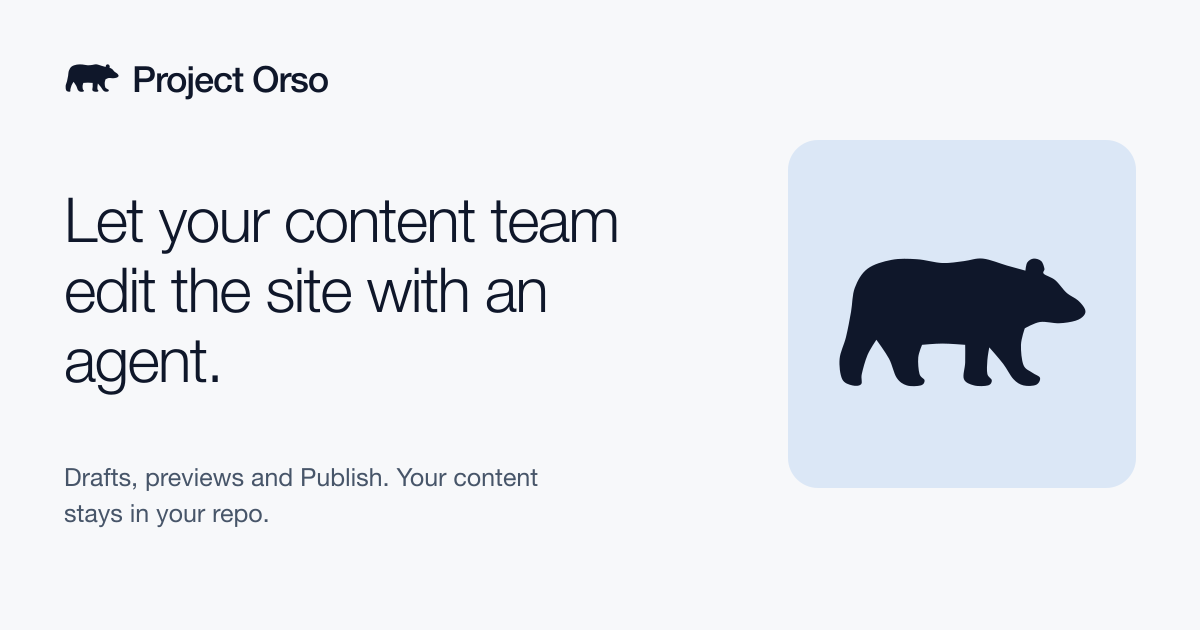 Project Orso
Let your content team
edit the site with an
agent.
Drafts, previews and Publish. Your content
stays in your repo.